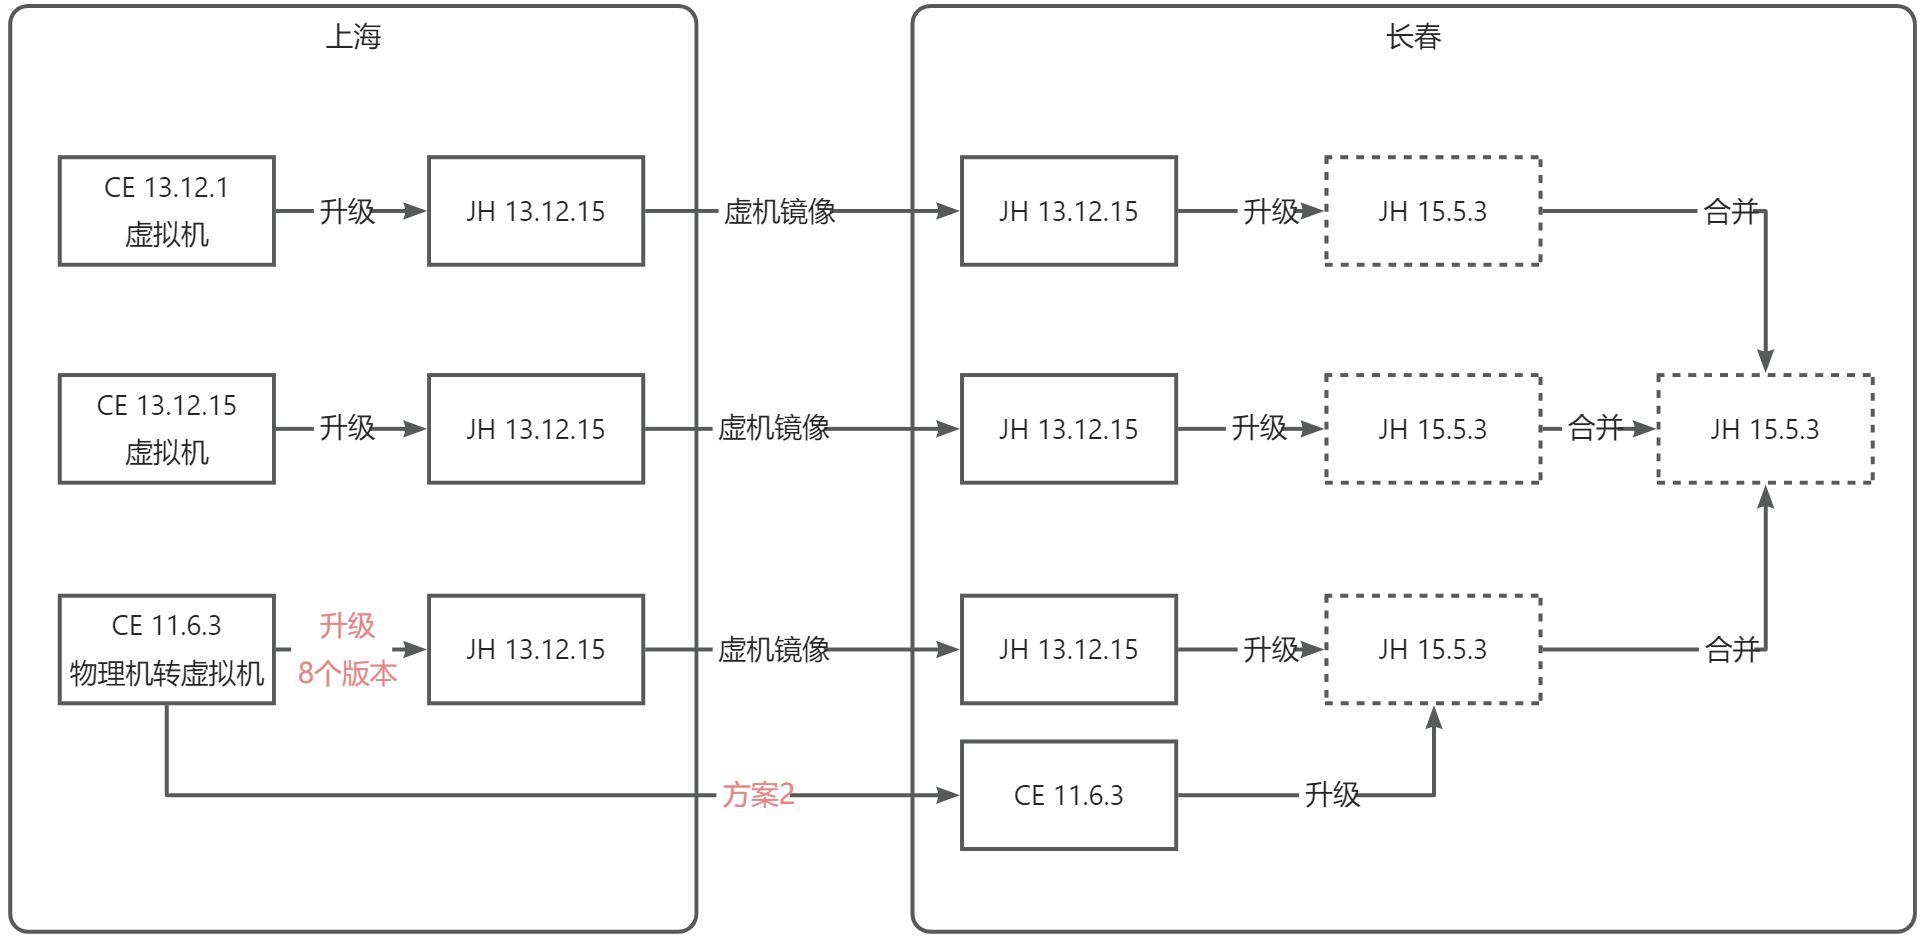 上海
长春
CE 13.12.1
虚拟机
升级
JH 13.12.15
虚机镜像
JH 13.12.15
升级
JH 15.5.3
合并
CE 13.12.15
虚拟机
升级
JH 13.12.15
虚机镜像
JH 13.12.15
升级
JH 15.5.3
合并
JH 15.5.3
CE 11.6.3
物理机转虚拟机
升级
8个版本
JH 13.12.15
虚机镜像
JH 13.12.15
升级
JH 15.5.3
合并
方案2
CE 11.6.3
升级